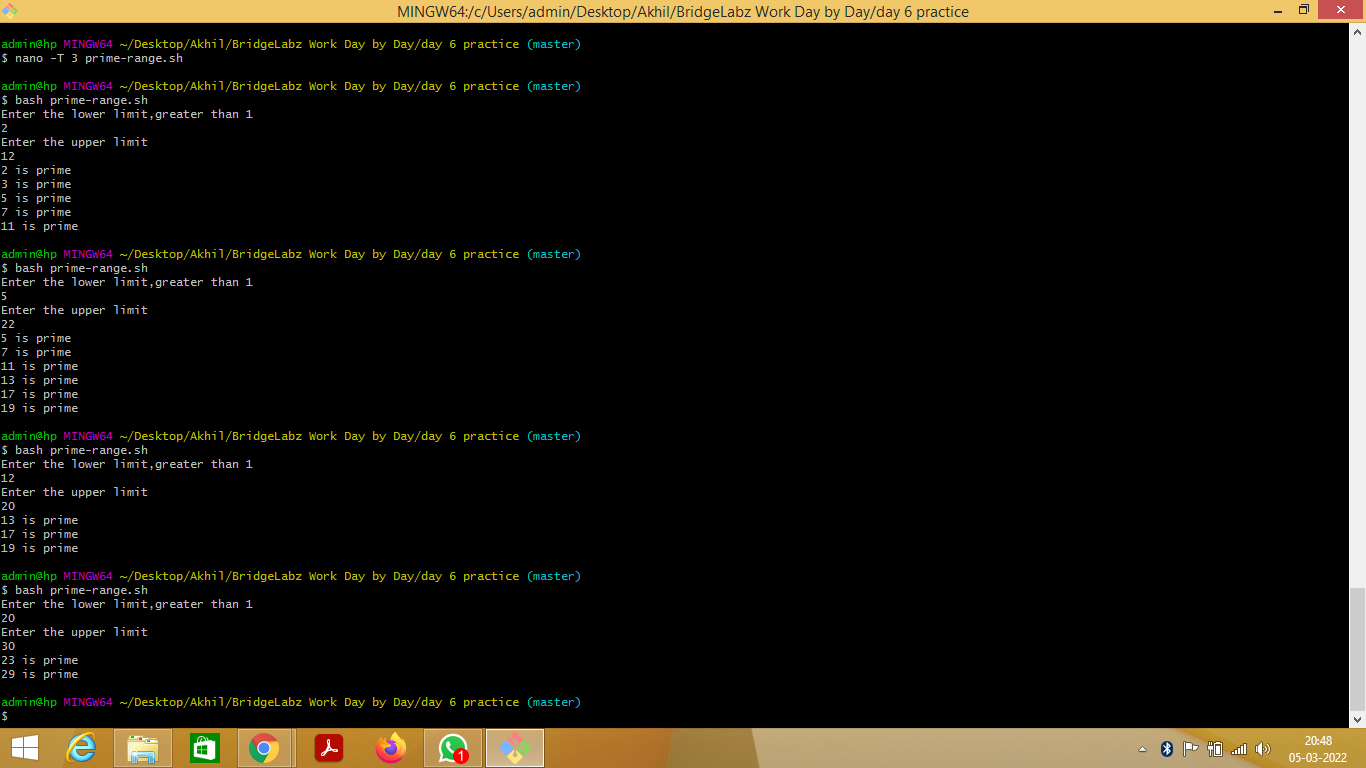 MINGW64:/c/Users/admin/Desktop/Akhil/BridgeLabz Work Day by Day/day 6 practice
admin@hp MINGW64 ~/Desktop/Akhil/BridgeLabz Work Day by Day/day 6 practice (master)
$ nano -T 3 prime-range.sh
admin@hp MINGW64 ~/Desktop/Akhil/BridgeLabz Work Day by Day/day 6 practice (master)
$ bash prime-range.sh
Enter the lower limit,greater than 1
2
Enter the upper limit
12
2 is prime
3 is prime
5 is prime
7 is prime
11 is prime
admin@hp MINGW64 ~/Desktop/Akhil/BridgeLabz Work Day by Day/day 6 practice (master)
$ bash prime-range.sh
Enter the lower limit,greater than 1
5
Enter the upper limit
22
5 is prime
7 is prime
11 is prime
13 is prime
17 is prime
19 is prime
admin@hp MINGW64 ~/Desktop/Akhil/BridgeLabz Work Day by Day/day 6 practice (master)
$ bash prime-range.sh
Enter the lower limit,greater than 1
12
Enter the upper limit
20
13 is prime
17 is prime
19 is prime
admin@hp MINGW64 ~/Desktop/Akhil/BridgeLabz Work Day by Day/day 6 practice (master)
$ bash prime-range.sh
Enter the lower limit,greater than 1
20
Enter the upper limit
30
23 is prime
29 is prime
admin@hp MINGW64 ~/Desktop/Akhil/BridgeLabz Work Day by Day/day 6 practice (master)
$
1
20:48
05-03-2022